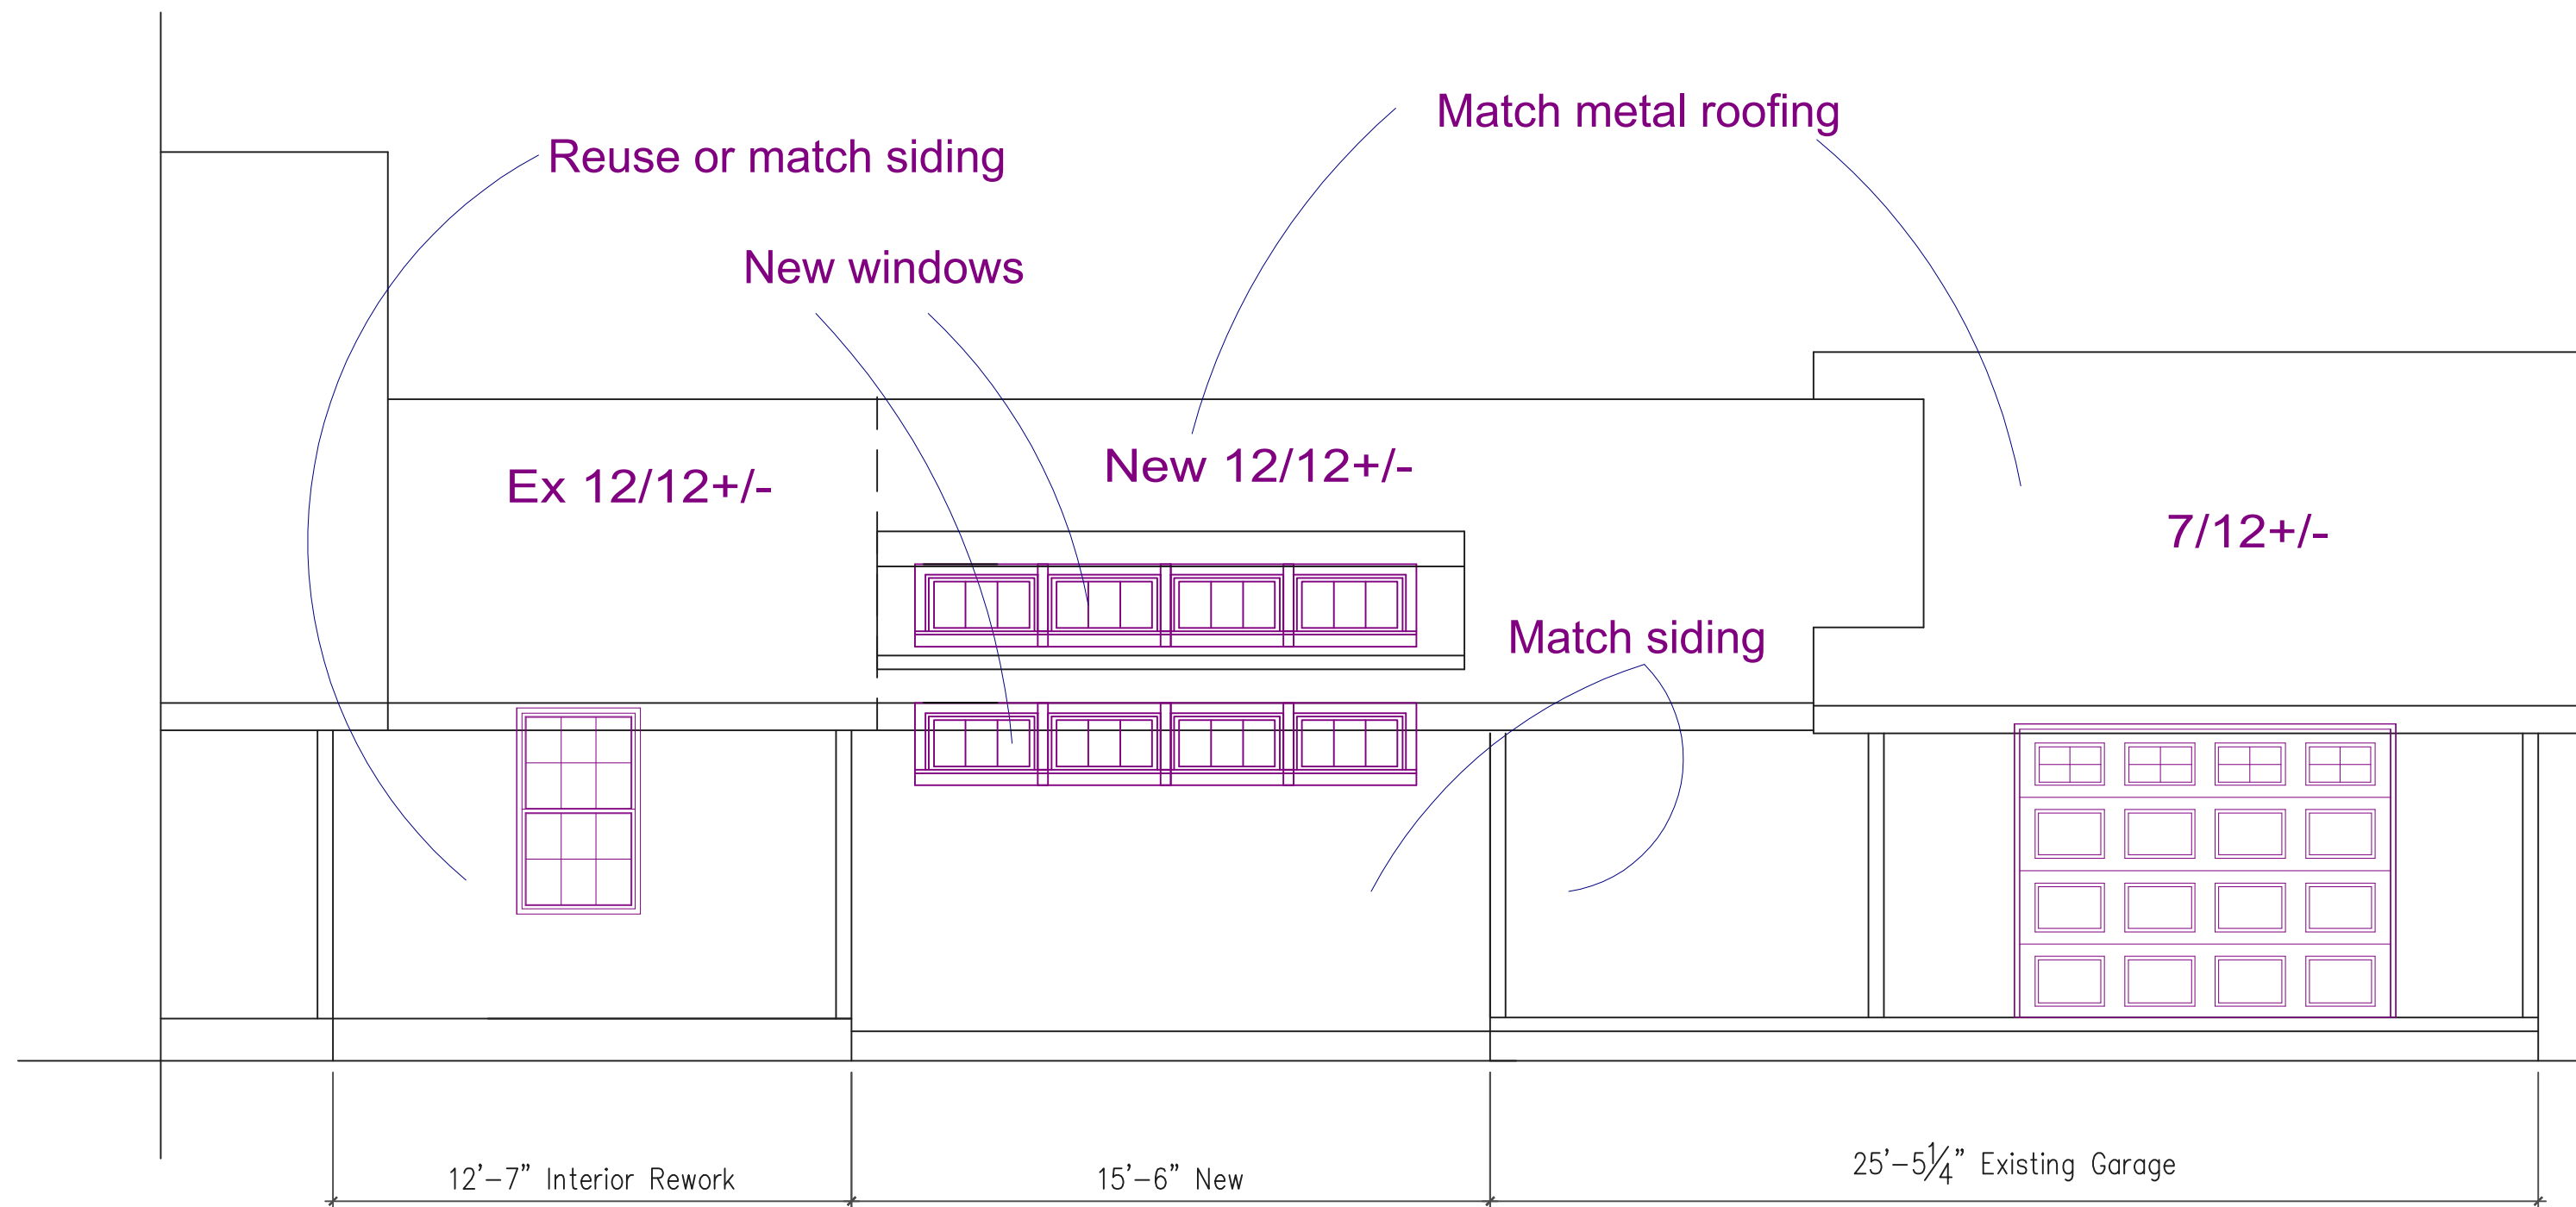 Match metal roofing
Reuse or match siding
New windows
Ex 12/12+/-
New 12/12+/-
7/12+/-
Match siding
12'-7" Interior Rework
15'-6" New
25'-5¼" Existing Garage